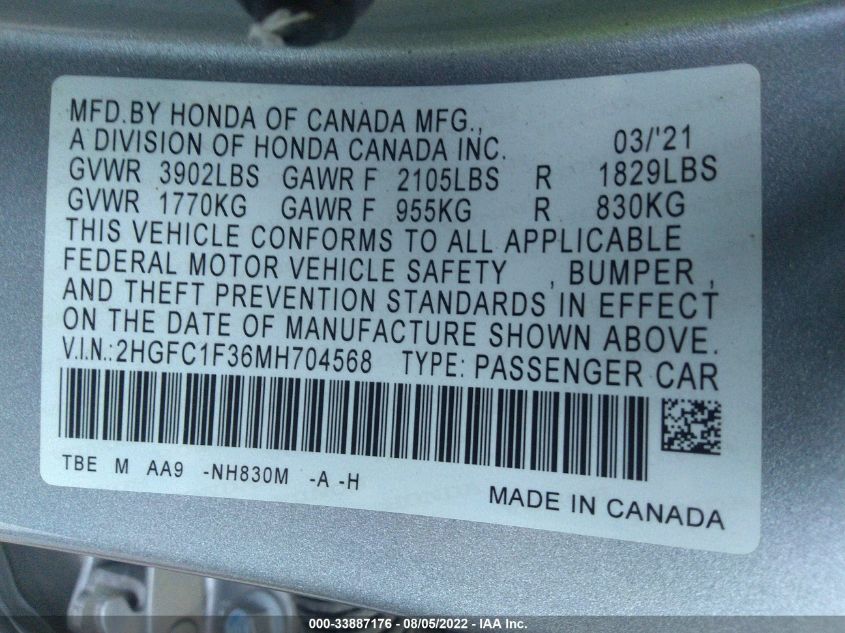 MFD.BY HONDA OF CANADA MFG.,
A DIVISION OF HONDA CANADA INC. 03/'21
GVWR 3902LBS GAWR F 2105LBS R 1829LBS
GVWR 1770KG GAWR F 955KG R 830KG
THIS VEHICLE CONFORMS TO ALL APPLICABLE
FEDERAL MOTOR VEHICLE SAFETY , BUMPER ,
AND THEFT PREVENTION STANDARDS IN EFFECT
ON THE DATE OF MANUFACTURE SHOWN ABOVE.
V.I.N.:2HGFC1F36MH704568 TYPE: PASSENGER CAR
TBE M AA9 -NH830M -A -H
MADE IN CANADA
000-33887176 - 08/05/2022 - IAA Inc.